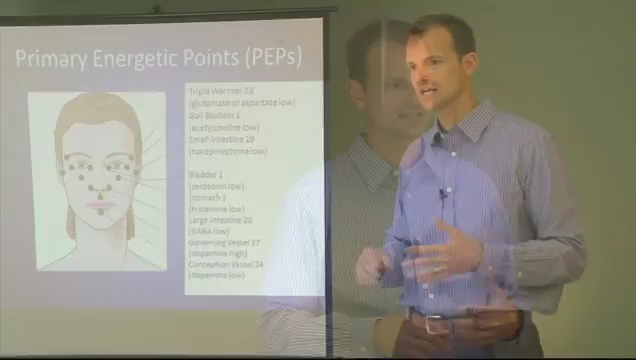 Primary Energetic Points (PEPs)
Triple Warmer 23
(glutamate or aspartate low)
Gall Bladder 1
(acetylcholine low)
Small Intestine 19
(norepinephrine low)
Bladder 1
(serotonin low)
Stomach
(histamine low)
Large Intestine 20
(GABA low)
Governing Vessel 27
(dopamine high)
Conception Vessel 24
(dopamine low)